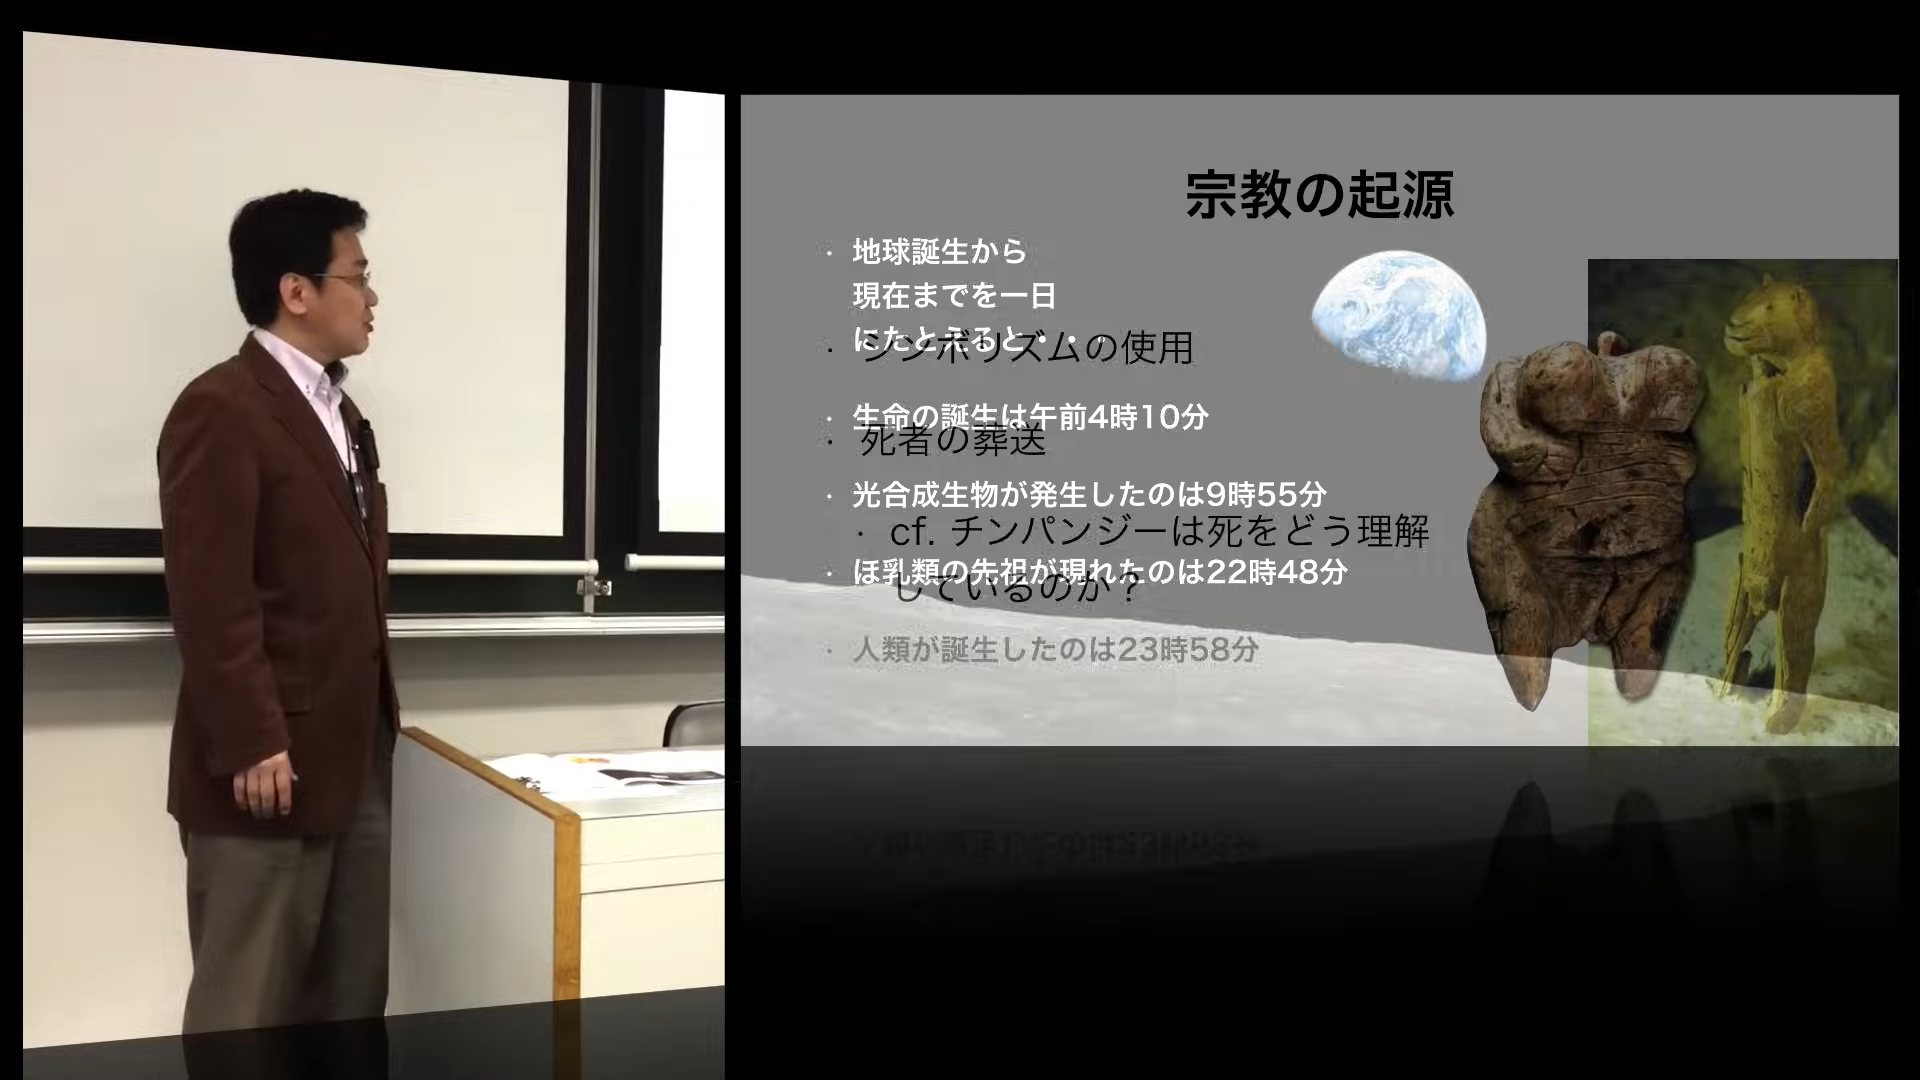 宗教の起源
・地球誕生から
現在までを一日
にたとえると・・・
・シンボリズムの使用
・生命の誕生は午前4時10分
・死者の葬送
・光合成生物が発生したのは9時55分
・cf. チンパンジーは死をどう理解
しているのか？
・ほ乳類の先祖が現れたのは22時48分
・人類が誕生したのは23時58分